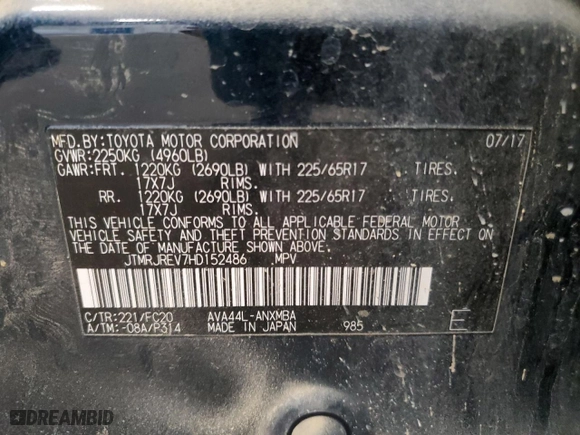 MFD.BY:TOYOTA MOTOR CORPORATION 07/17
GVWR:2250KG (4960LB)
GAWR:FRT. 1220KG (2690LB) WITH 225/65R17 TIRES.
17X7J RIMS.
RR. 1220KG (2690LB) WITH 225/65R17 TIRES.
17X7J RIMS.
THIS VEHICLE CONFORMS TO ALL APPLICABLE FEDERAL MOTOR
VEHICLE SAFETY AND THEFT PREVENTION STANDARDS IN EFFECT ON
THE DATE OF MANUFACTURE SHOWN ABOVE.
JTMRJREV7HD152486 ,MPV
C/TR:221/FC20 AVA44L-ANXMBA
A/TM:-08A/P314 MADE IN JAPAN 985 E
DREAMBID